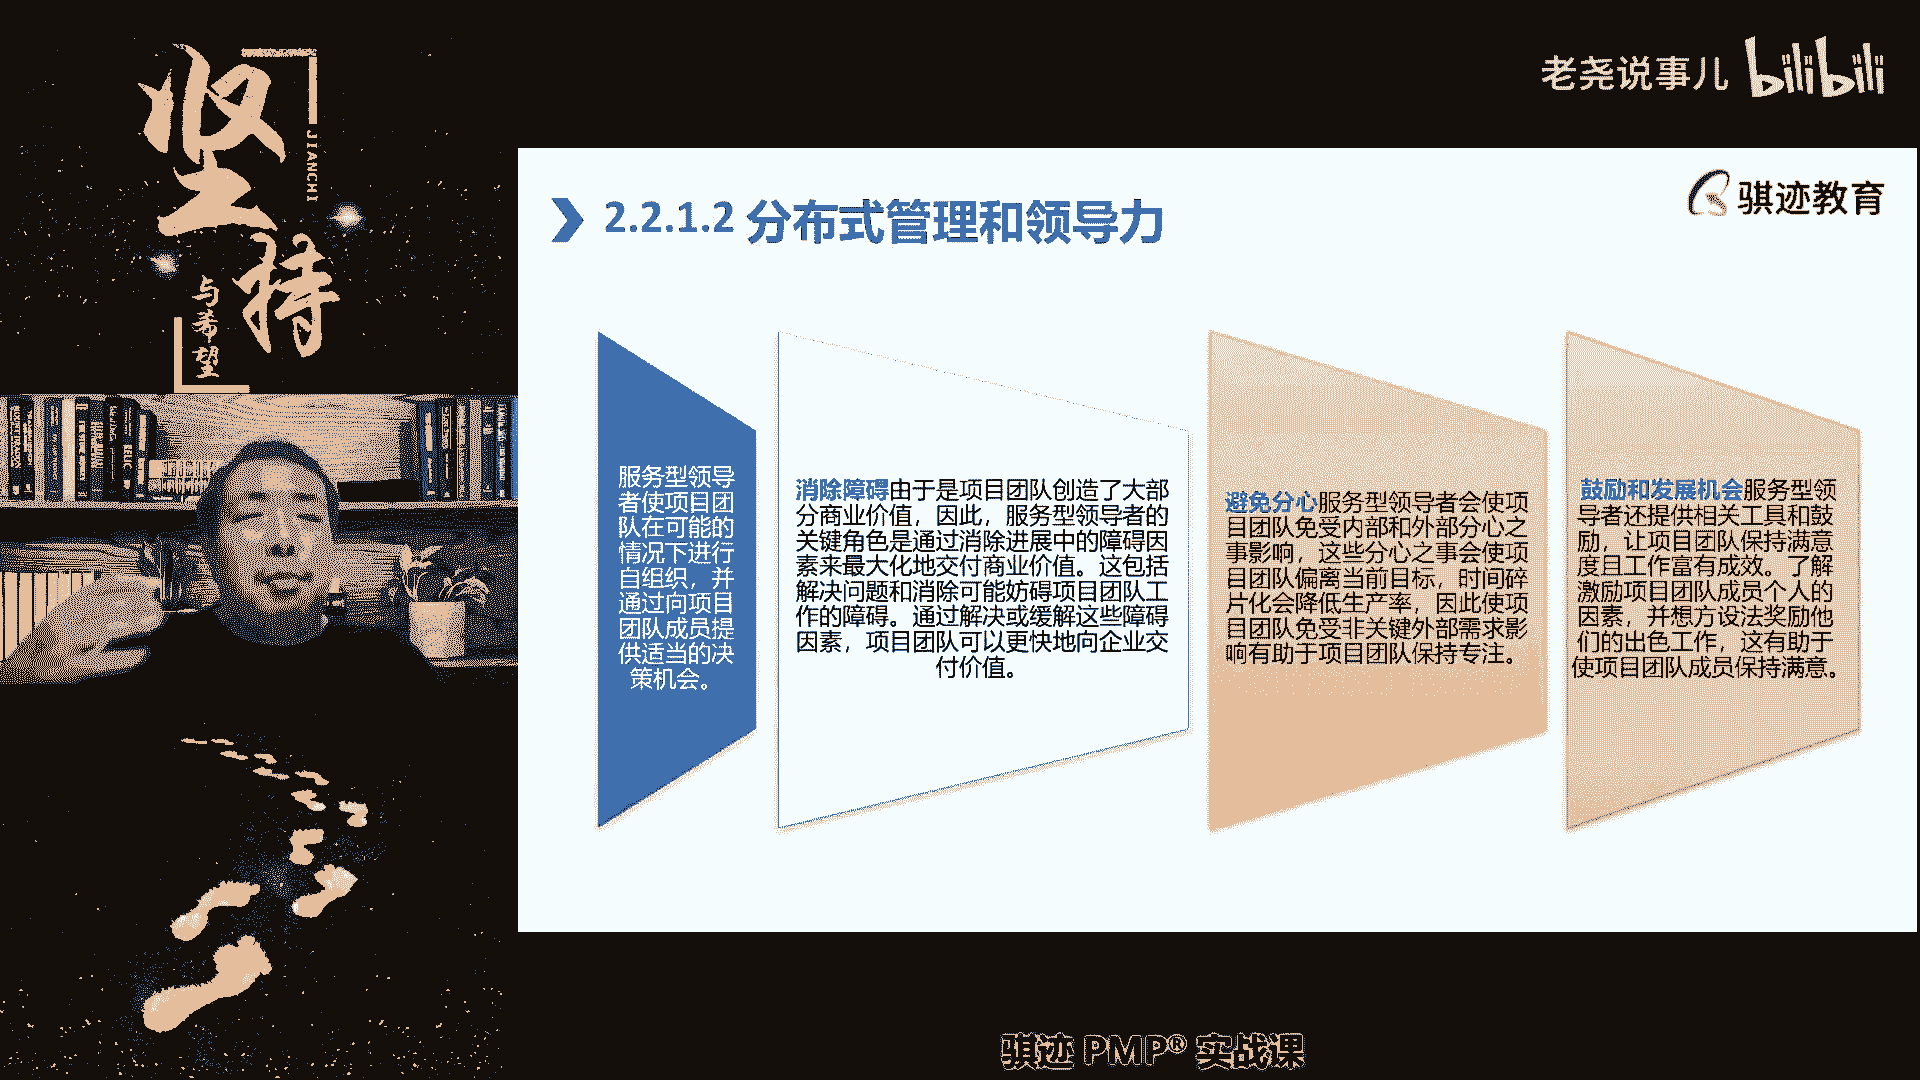 坚持
JIANCHI
与希望
老尧说事儿 bilibili
骐迹教育
2.2.1.2 分布式管理和领导力
服务型领导
者使项目团
队在可能的
情况下进行
自组织，并
通过向项目
团队成员提
供适当的决
策机会。
消除障碍由于是项目团队创造了大部
分商业价值，因此，服务型领导者的
关键角色是通过消除进展中的障碍因
素来最大化地交付商业价值。这包括
解决问题和消除可能妨碍项目团队工
作的障碍。通过解决或缓解这些障碍
因素，项目团队可以更快地向企业交
付价值。
避免分心服务型领导者会使项
目团队免受内部和外部分心之
事影响，这些分心之事会使项
目团队偏离当前目标，时间碎
片化会降低生产率，因此使项
目团队免受非关键外部需求影
响有助于项目团队保持专注。
鼓励和发展机会服务型领
导者还提供相关工具和鼓
励，让项目团队保持满意
度且工作富有成效。了解
激励项目团队成员个人的
因素，并想方设法奖励他
们的出色工作，这有助于
使项目团队成员保持满意。
骐迹 PMP® 实战课